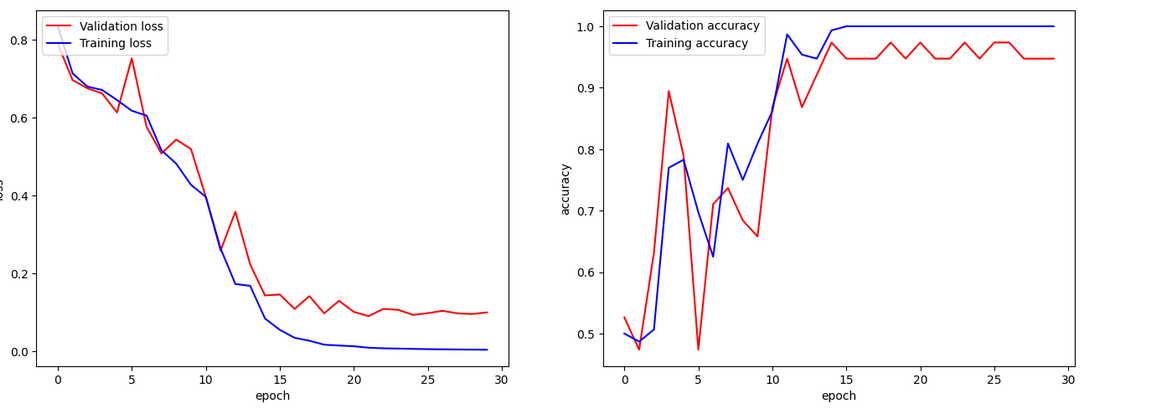 Validation loss
Training loss
0.8
0.6
0.4
0.2
0.0
0 5 10 15 20 25 30
epoch
Validation accuracy
Training accuracy
1.0
0.9
0.8
0.7
0.6
0.5
accuracy
0 5 10 15 20 25 30
epoch